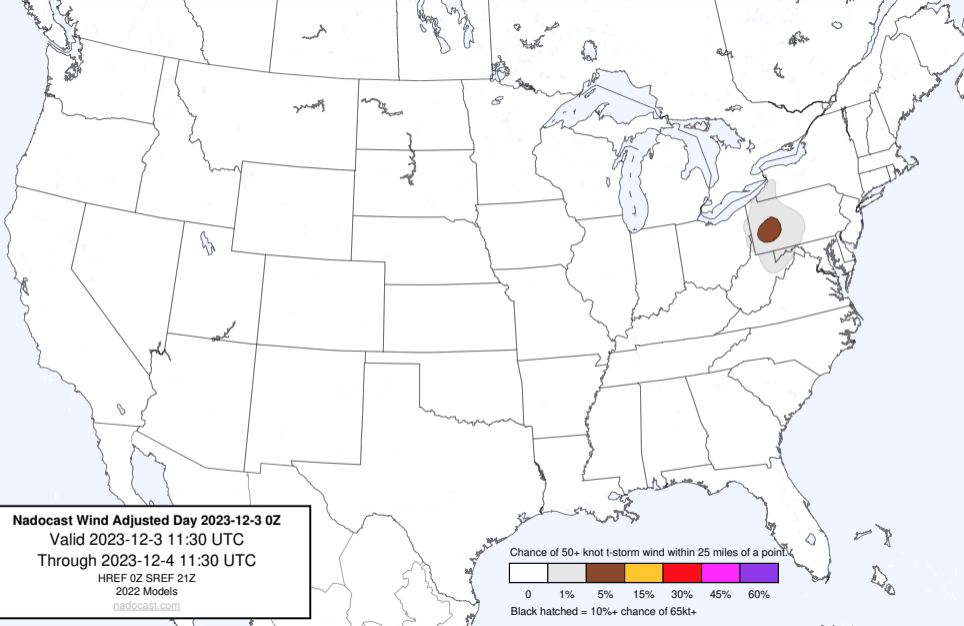 Nadocast Wind Adjusted Day 2023-12-3 0Z
Valid 2023-12-3 11:30 UTC
Through 2023-12-4 11:30 UTC
HREF 0Z SREF 21Z
2022 Models
nadocast.com
Chance of 50+ knot t-storm wind within 25 miles of a point.
0 1% 5% 15% 30% 45% 60%
Black hatched = 10%+ chance of 65kt+